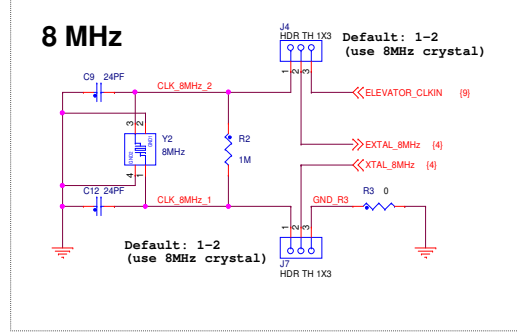 8 MHz
J4
HDR TH 1X3
Default: 1-2
(use 8MHz crystal)
C9 24PF
CLK_8MHz_2
1
2
3
ELEVATOR_CLKIN {9}
3
2
GND1
GND2
Y2
8MHz
R2
1M
EXTAL_8MHz {4}
XTAL_8MHz {4}
4
1
C12 24PF
CLK_8MHz_1
GND_R3
R3 0
1
2
3
Default: 1-2
(use 8MHz crystal)
J7
HDR TH 1X3